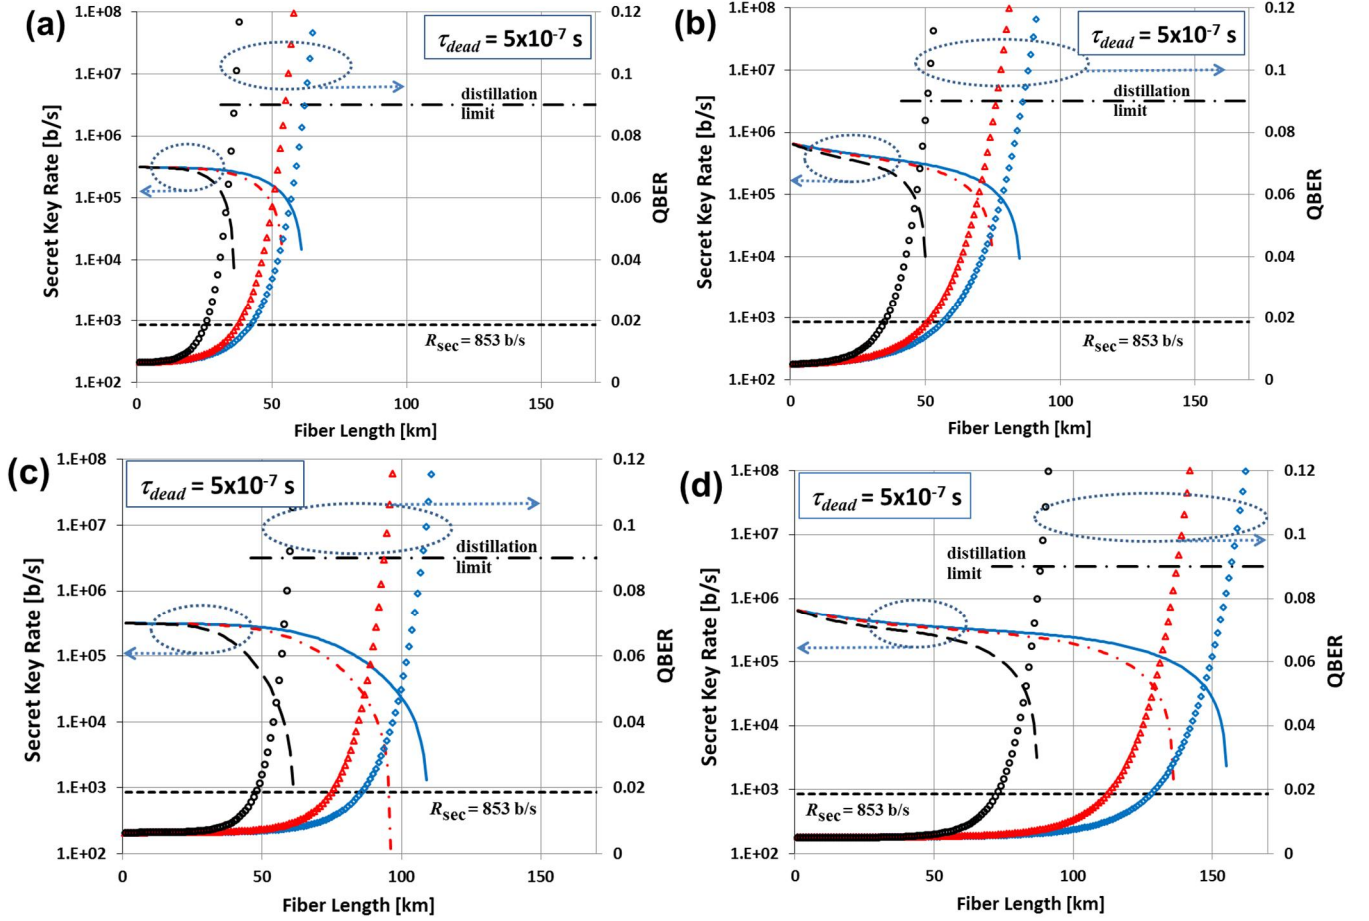 (a)
τdead = 5x10-7 s
Secret Key Rate [b/s]
1.E+08
1.E+07
1.E+06
1.E+05
1.E+04
1.E+03
1.E+02
distillation
limit
Rsec = 853 b/s
0.12
0.1
0.08
0.06
0.04
0.02
0
QBER
0
50
100
150
Fiber Length [km]
(b)
τdead = 5x10-7 s
Secret Key Rate [b/s]
1.E+08
1.E+07
1.E+06
1.E+05
1.E+04
1.E+03
1.E+02
distillation
limit
Rsec = 853 b/s
0.12
0.1
0.08
0.06
0.04
0.02
0
QBER
0
50
100
150
Fiber Length [km]
(c)
τdead = 5x10-7 s
Secret Key Rate [b/s]
1.E+08
1.E+07
1.E+06
1.E+05
1.E+04
1.E+03
1.E+02
distillation
limit
Rsec = 853 b/s
0.12
0.1
0.08
0.06
0.04
0.02
0
QBER
0
50
100
150
Fiber Length [km]
(d)
τdead = 5x10-7 s
Secret Key Rate [b/s]
1.E+08
1.E+07
1.E+06
1.E+05
1.E+04
1.E+03
1.E+02
distillation
limit
Rsec = 853 b/s
0.12
0.1
0.08
0.06
0.04
0.02
0
QBER
0
50
100
150
Fiber Length [km]